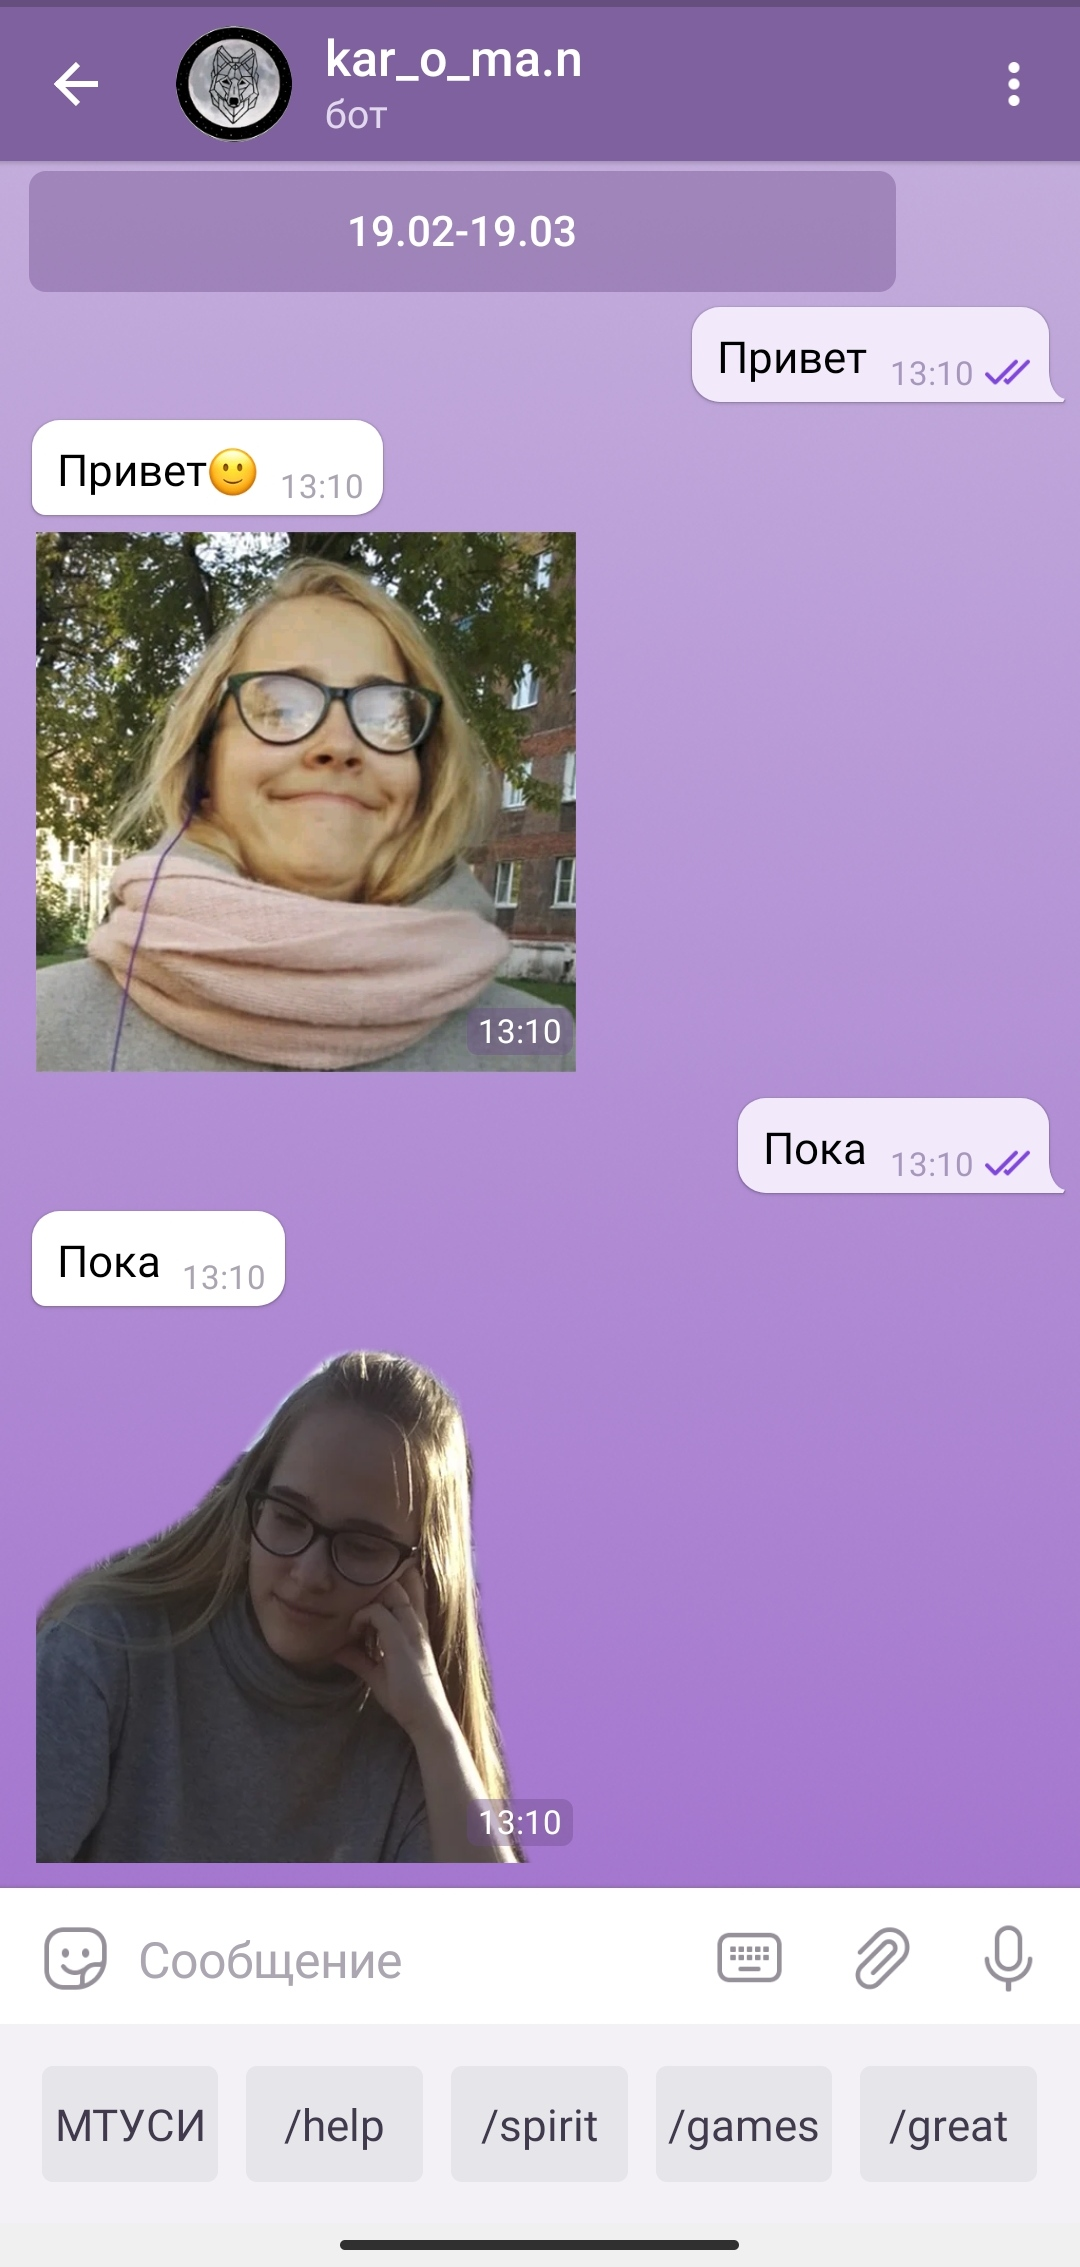 kar_o_ma.n
бот
19.02-19.03
Привет 13:10
Привет🙂 13:10
13:10
Пока 13:10
Пока 13:10
13:10
Сообщение
МТУСИ /help /spirit /games /great